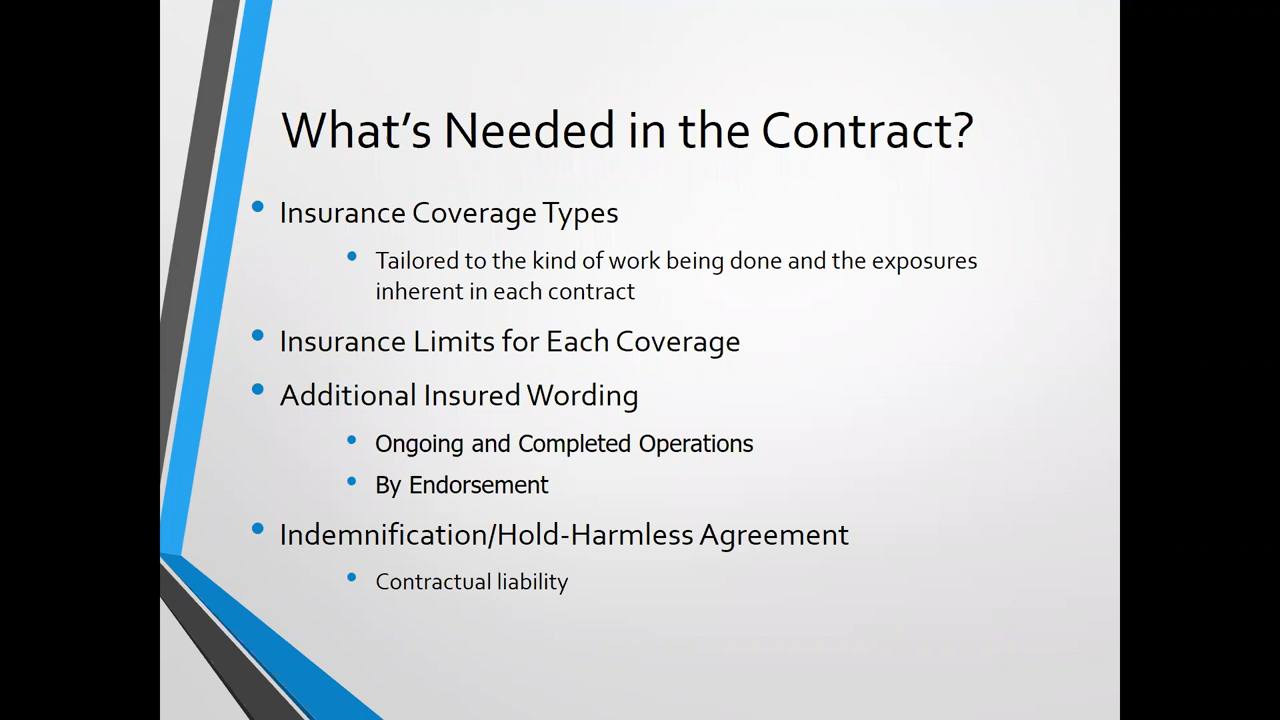 What's Needed in the Contract?
Insurance Coverage Types
Tailored to the kind of work being done and the exposures
inherent in each contract
Insurance Limits for Each Coverage
Additional Insured Wording
Ongoing and Completed Operations
By Endorsement
Indemnification/Hold-Harmless Agreement
Contractual liability